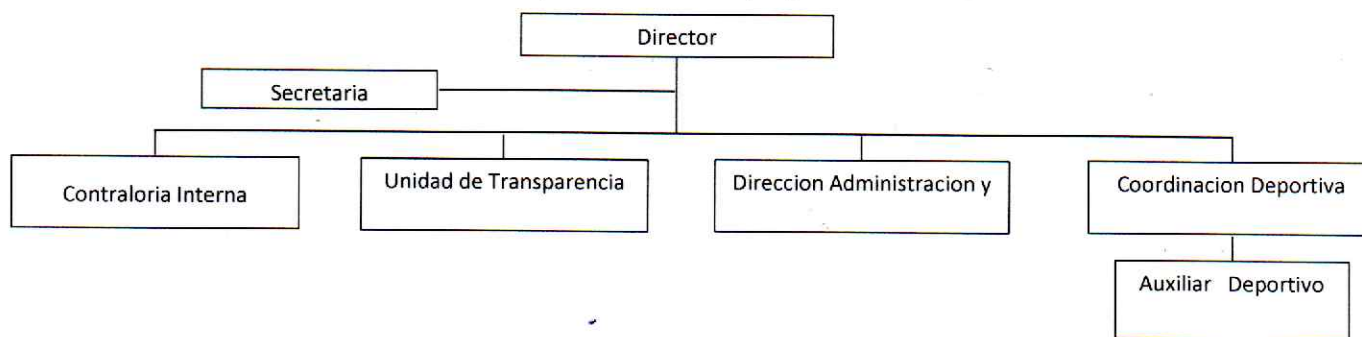 Director
Secretaria
Contraloria Interna
Unidad de Transparencia
Direccion Administracion y
Coordinacion Deportiva
Auxiliar Deportivo